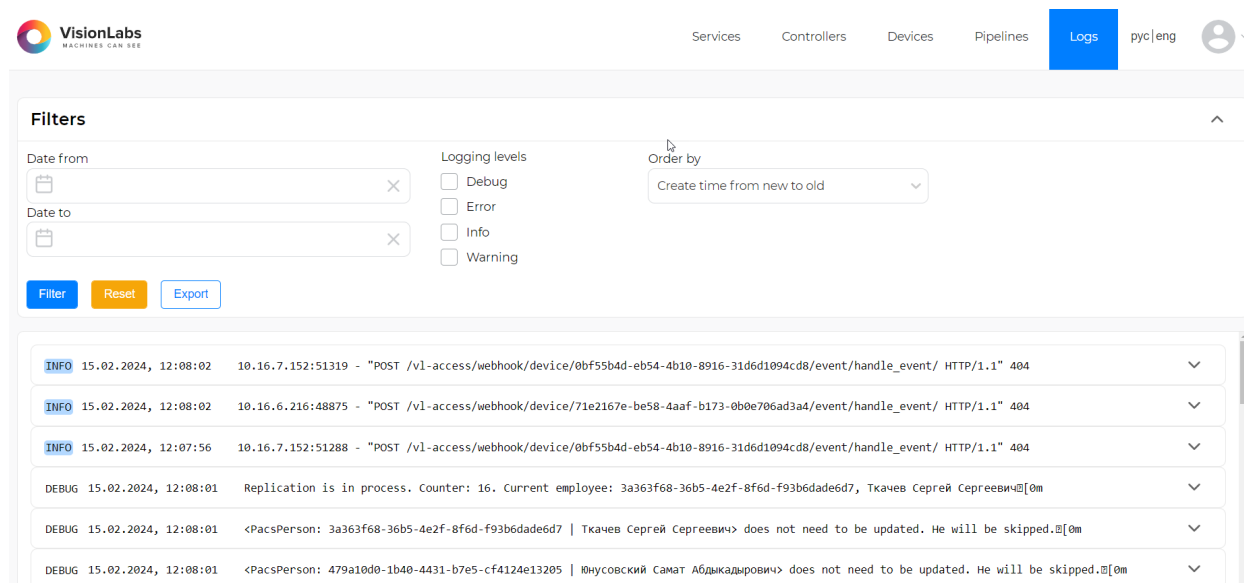 VisionLabs
MACHINES CAN SEE
Services Controllers Devices Pipelines Logs рус|eng
Filters
Date from
Date to
Logging levels
Debug
Error
Info
Warning
Order by
Create time from new to old
Filter Reset Export
INFO 15.02.2024, 12:08:02 10.16.7.152:51319 - "POST /vl-access/webhook/device/0bf55b4d-eb54-4b10-8916-31d6d1094cd8/event/handle_event/ HTTP/1.1" 404
INFO 15.02.2024, 12:08:02 10.16.6.216:48875 - "POST /vl-access/webhook/device/71e2167e-be58-4aaf-b173-0b0e706ad3a4/event/handle_event/ HTTP/1.1" 404
INFO 15.02.2024, 12:07:56 10.16.7.152:51288 - "POST /vl-access/webhook/device/0bf55b4d-eb54-4b10-8916-31d6d1094cd8/event/handle_event/ HTTP/1.1" 404
DEBUG 15.02.2024, 12:08:01 Replication is in process. Counter: 16. Current employee: 3a363f68-36b5-4e2f-8f6d-f93b6dade6d7, Ткачев Сергей Сергеевич[0m
DEBUG 15.02.2024, 12:08:01 <PacsPerson: 3a363f68-36b5-4e2f-8f6d-f93b6dade6d7 | Ткачев Сергей Сергеевич> does not need to be updated. He will be skipped.[0m
DEBUG 15.02.2024, 12:08:01 <PacsPerson: 479a10d0-1b40-4431-b7e5-cf4124e13205 | Юнусовский Самат Абдыкадырович> does not need to be updated. He will be skipped.[0m